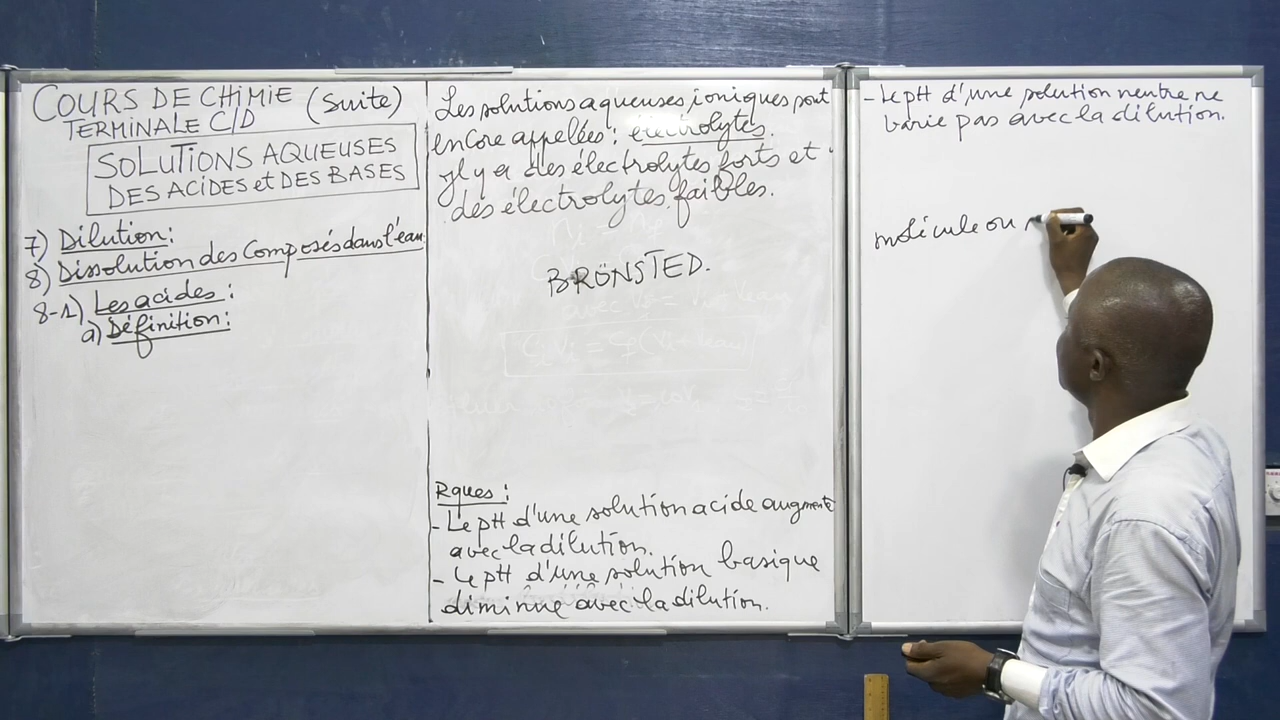 COURS DE CHIMIE (Suite)
TERMINALE C/D
SOLUTIONS AQUEUSES
DES ACIDES et DES BASES
7) Dilution:
8) Dissolution des Composés dans l'eau
8-1) Les acides :
a) Définition:
Les solutions aqueuses ioniques sont
encore appelées : électrolytes.
Il y a des électrolytes forts et
des électrolytes faibles.
BRÖNSTED.
Rques :
- Le pH d'une solution acide augmente
avec la dilution.
- Le pH d'une solution basique
diminue avec la dilution.
- Le pH d'une solution neutre ne
varie pas avec la dilution.
molécule ou